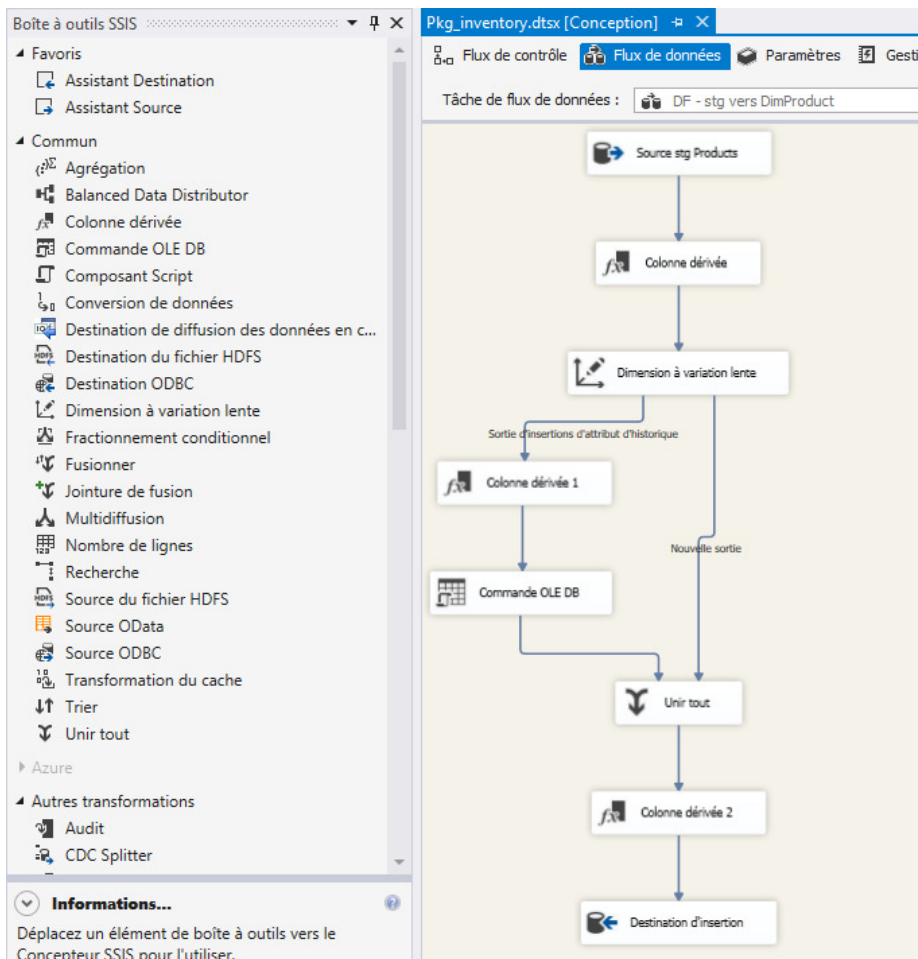 Boîte à outils SSIS
Favoris
Assistant Destination
Assistant Source
Commun
Agrégation
Balanced Data Distributor
Colonne dérivée
Commande OLE DB
Composant Script
Conversion de données
Destination de diffusion des données en c...
Destination du fichier HDFS
Destination ODBC
Dimension à variation lente
Fractionnement conditionnel
Fusionner
Jointure de fusion
Multidiffusion
Nombre de lignes
Recherche
Source du fichier HDFS
Source OData
Source ODBC
Transformation du cache
Trier
Unir tout
Azure
Autres transformations
Audit
CDC Splitter
Informations...
Déplacez un élément de boîte à outils vers le
Concepteur SSIS pour l'utiliser.
Pkg_inventory.dtsx [Conception]
Flux de contrôle Flux de données Paramètres Gesti
Tâche de flux de données : DF - stg vers DimProduct
Source stg Products
Colonne dérivée
Dimension à variation lente
Sortie d'insertions d'attribut d'historique
Colonne dérivée 1
Nouvelle sortie
Commande OLE DB
Unir tout
Colonne dérivée 2
Destination d'insertion